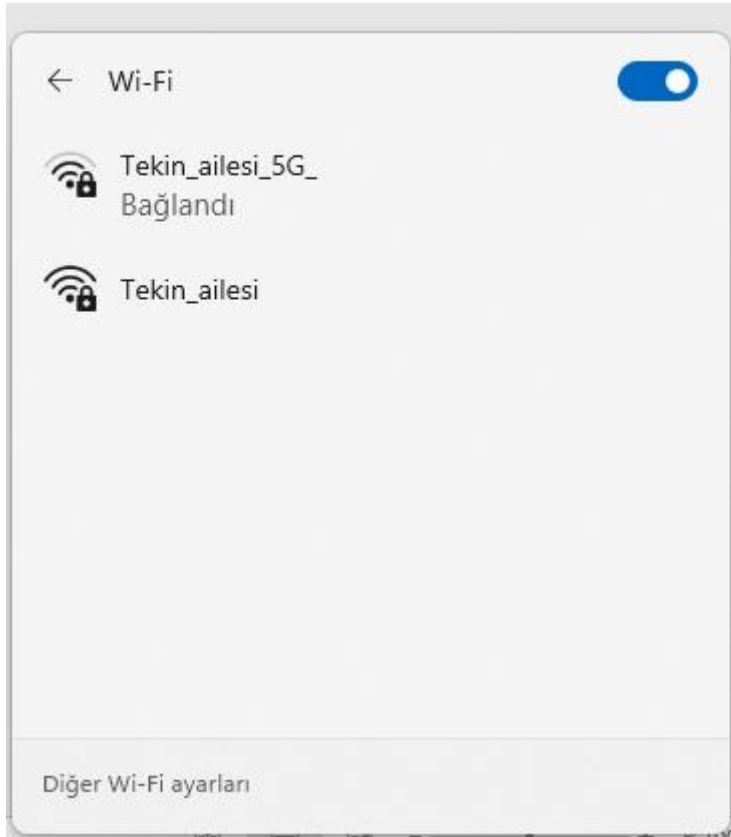 Wi-Fi
Tekin_ailesi_5G_
Bağlandı
Tekin_ailesi
Diğer Wi-Fi ayarları